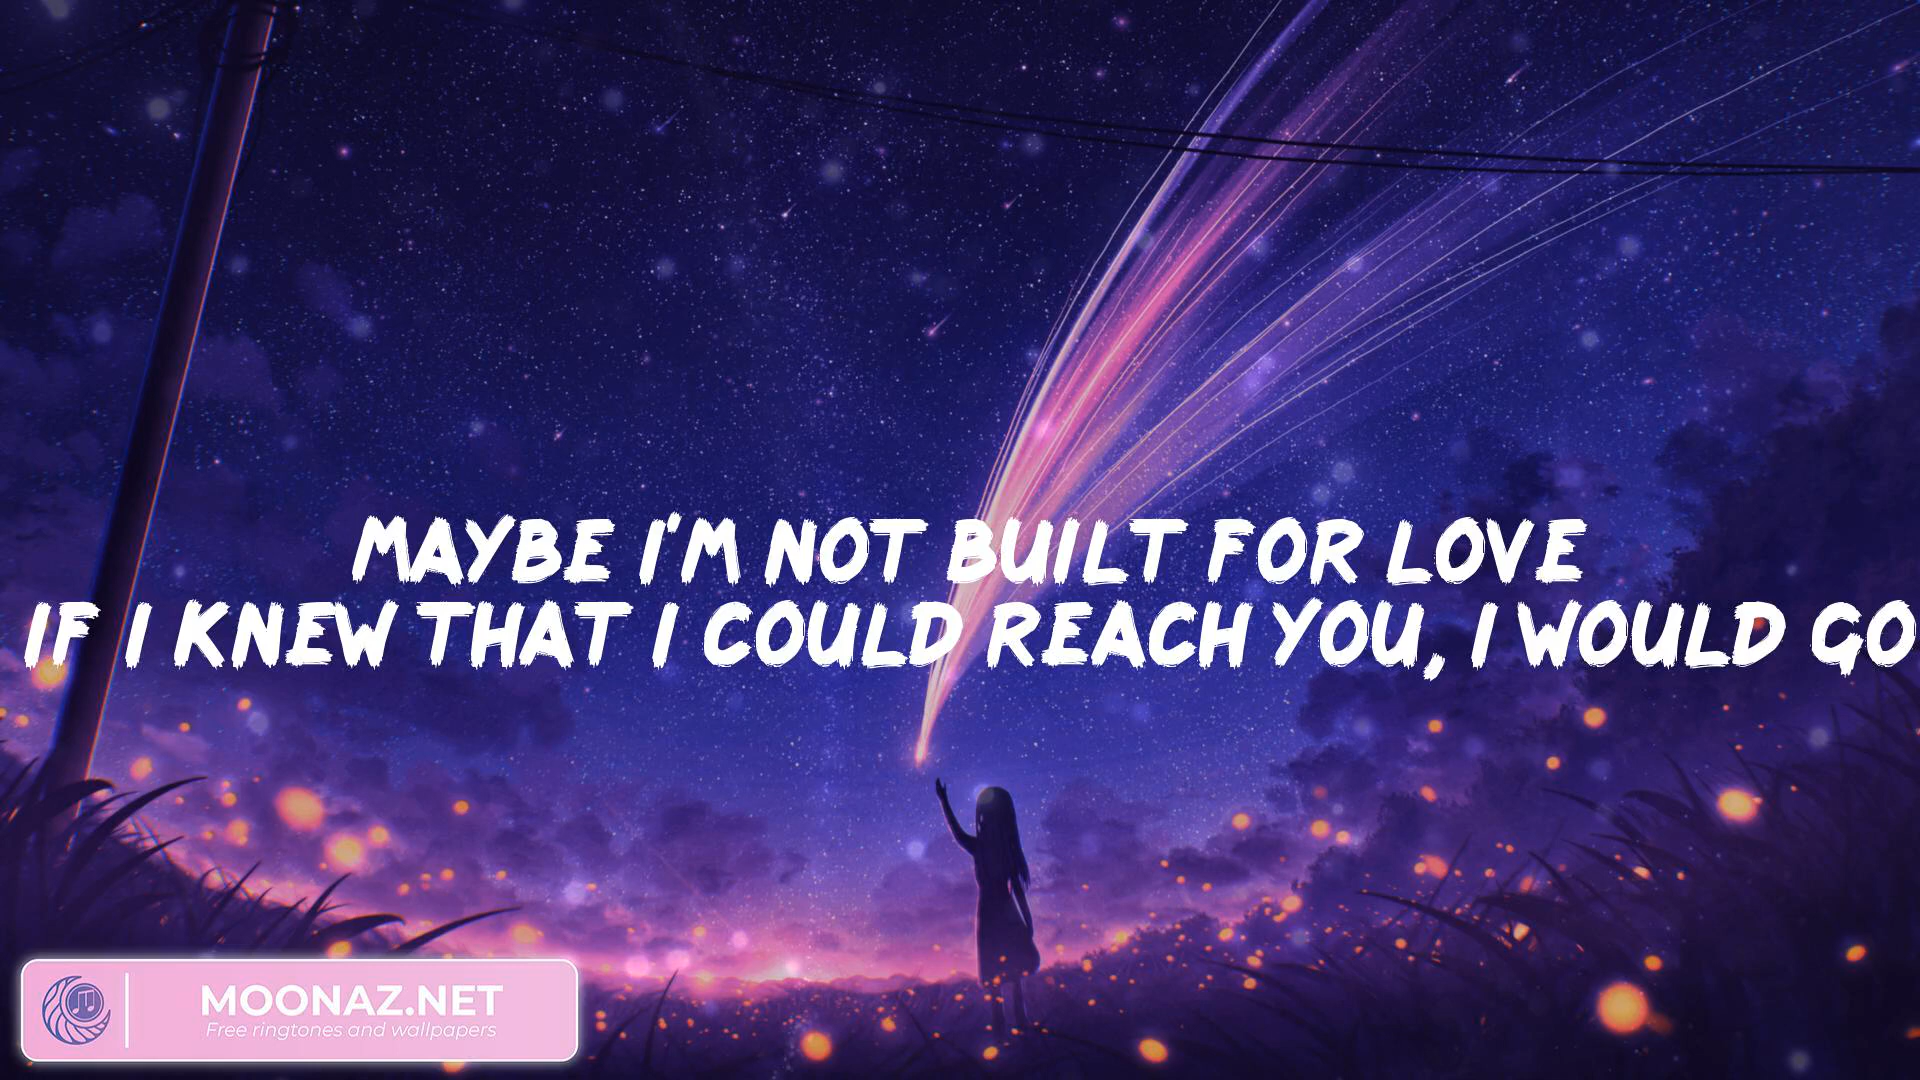 MAYBE I'M NOT BUILT FOR LOVE
IF I KNEW THAT I COULD REACH YOU, I WOULD GO
MOONAZ.NET
Free ringtones and wallpapers